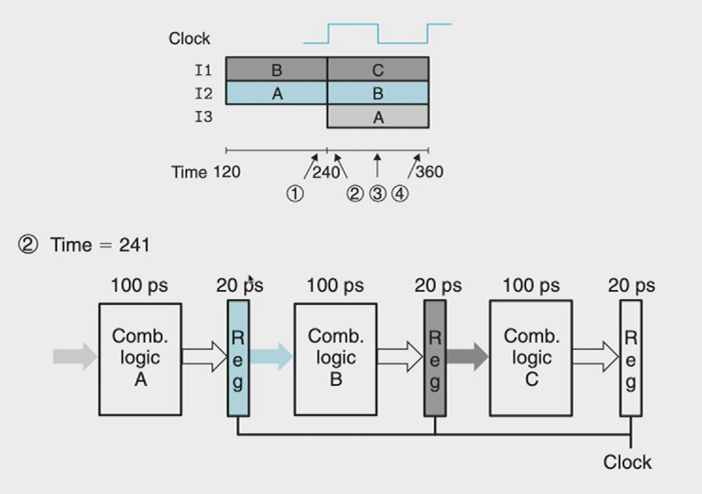 Clock
I1 B C
I2 A B
I3 A
Time 120 240 360
① ② ③ ④
② Time = 241
100 ps 20 ps 100 ps 20 ps 100 ps 20 ps
Comb. logic A
Reg
Comb. logic B
Reg
Comb. logic C
Reg
Clock